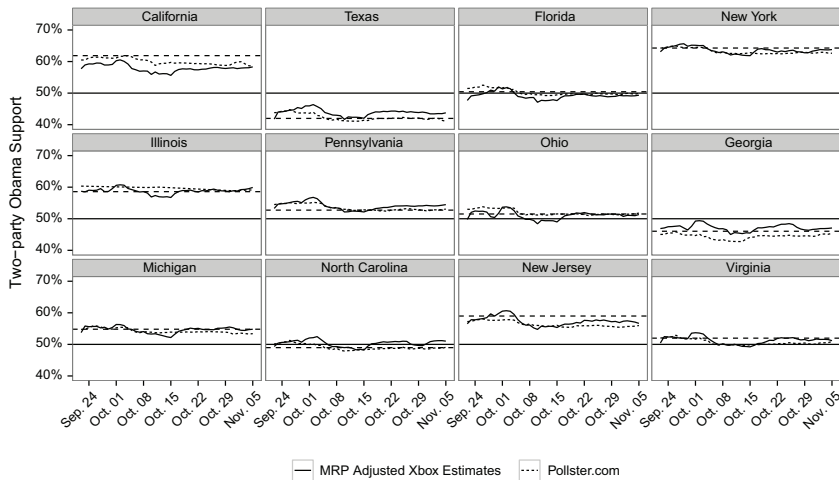 Two−party Obama Support
California Texas Florida New York
70%
60%
50%
40%
Illinois Pennsylvania Ohio Georgia
70%
60%
50%
40%
Michigan North Carolina New Jersey Virginia
70%
60%
50%
40%
Sep. 24 Oct. 01 Oct. 08 Oct. 15 Oct. 22 Oct. 29 Nov. 05 Sep. 24 Oct. 01 Oct. 08 Oct. 15 Oct. 22 Oct. 29 Nov. 05 Sep. 24 Oct. 01 Oct. 08 Oct. 15 Oct. 22 Oct. 29 Nov. 05 Sep. 24 Oct. 01 Oct. 08 Oct. 15 Oct. 22 Oct. 29 Nov. 05
MRP Adjusted Xbox Estimates Pollster.com